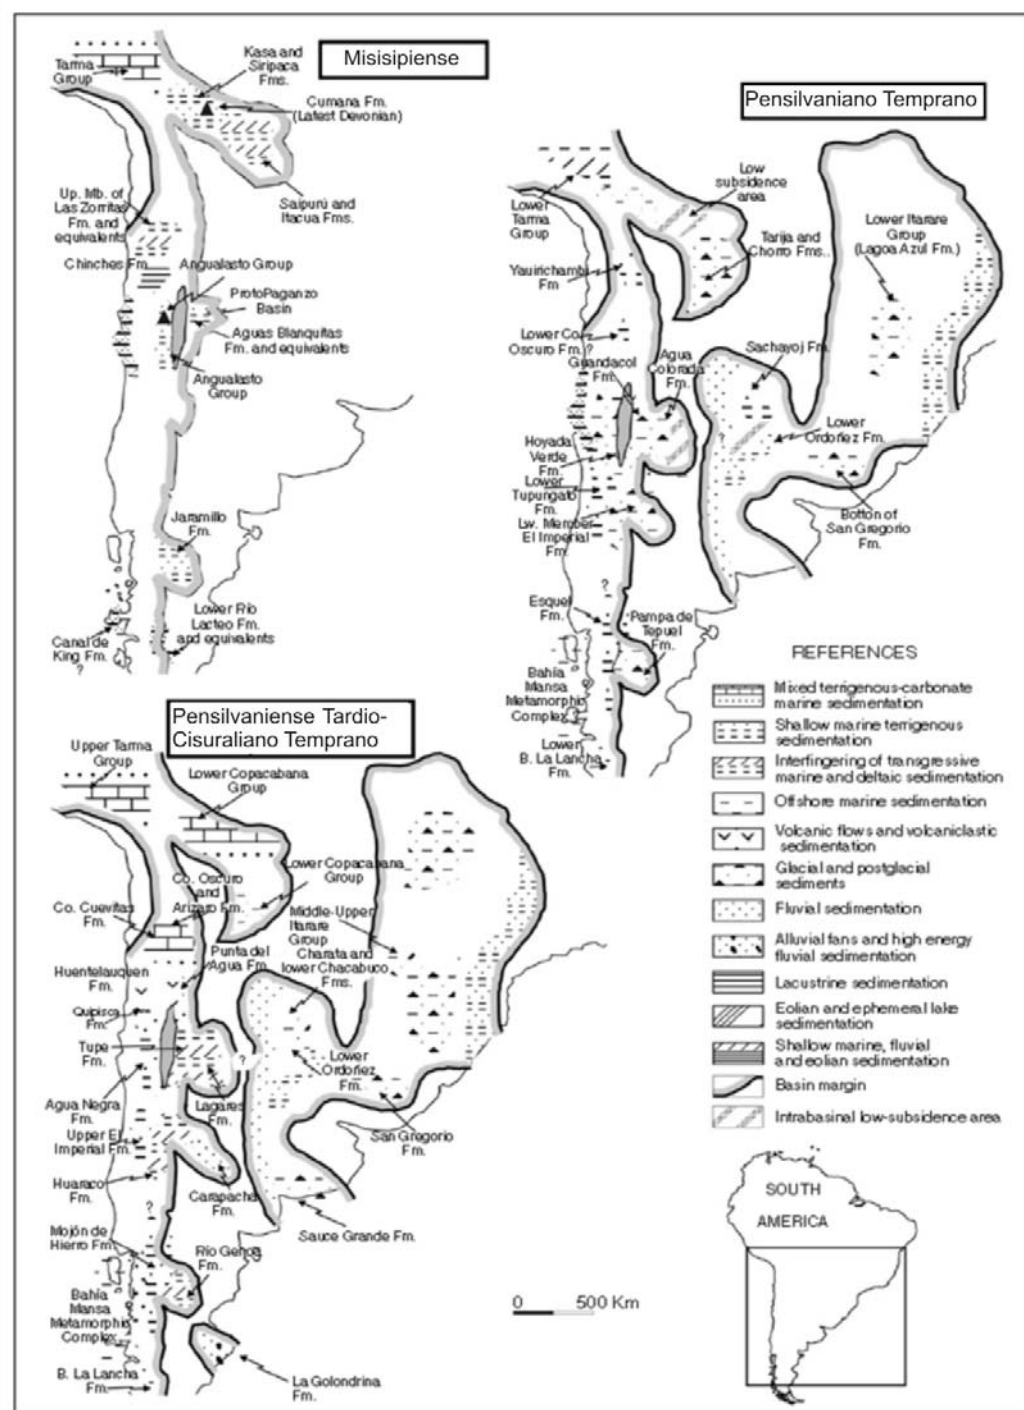 Misisipiense
Tarma
Group
Kasa and
Siripaca
Fms.
Cumana Fm.
(Latest Devonian)
Saipurú and
Itacua Fms.
Up. Mb. of
Las Zorritas
Fm. and
equivalents
Chinches Fm.
Angualasto Group
ProtoPaganzo
Basin
Aguas Blanquitas
Fm. and equivalents
Angualasto
Group
Jaramillo
Fm.
Lower Río
Lacteo Fm.
and equivalents
Canal de
King Fm.
?
Pensilvaniano Temprano
Lower
Tarma
Group
Low
subsidence
area
Tarija and
Chorro Fms..
Lower Itarare
Group
(Lagoa Azul Fm.)
Yaurichambi
Fm
Lower Co.
Oscuro Fm.?
Guandacol
Fm.
Agua
Colorada
Fm.
Sachayoj Fm.
?
Lower
Ordoñez Fm.
Hoyada
Verde
Fm.
Lower
Tupungato
Fm.
Lw. Member
El Imperial
Fm.
Botton of
San Gregorio
Fm.
?
Esquel
Fm.
Pampa de
Tepuel
Fm.
Bahía
Mansa
Metamorphic
Complex
Lower
B. La Lancha
Fm.
Pensilvaniense Tardio-
Cisuraliano Temprano
Upper Tarma
Group
Lower Copacabana
Group
Lower Copacabana
Group
Co. Oscuro
and
Arizaro Fm.
Co. Cuevitas
Fm.
Middle-Upper
Itarare
Group
Charata and
lower Chacabuco
Fms.
Punta del
Agua Fm.
Huentelauquen
Fm.
Quipisca
Fm.
Tupe
Fm.
?
Lower
Ordoñez
Fm.
Agua Negra
Fm.
Lagares
Fm.
Upper El
Imperial Fm.
San Gregorio
Fm.
Huaraco
Fm.
Carapacha
Fm.
?
Sauce Grande Fm.
Mojón de
Hierro Fm.
Río Genoa
Fm.
Bahía
Mansa
Metamorphic
Complex
B. La Lancha
Fm.
La Golondrina
Fm.
REFERENCES
Mixed terrigenous-carbonate
marine sedimentation
Shallow marine terrigenous
sedimentation
Interfingering of transgressive
marine and deltaic sedimentation
Offshore marine sedimentation
Volcanic flows and volcaniclastic
sedimentation
Glacial and postglacial
sediments
Fluvial sedimentation
Alluvial fans and high energy
fluvial sedimentation
Lacustrine sedimentation
Eolian and ephemeral lake
sedimentation
Shallow marine, fluvial
and eolian sedimentation
Basin margin
Intrabasinal low-subsidence area
0 500 Km
SOUTH
AMERICA